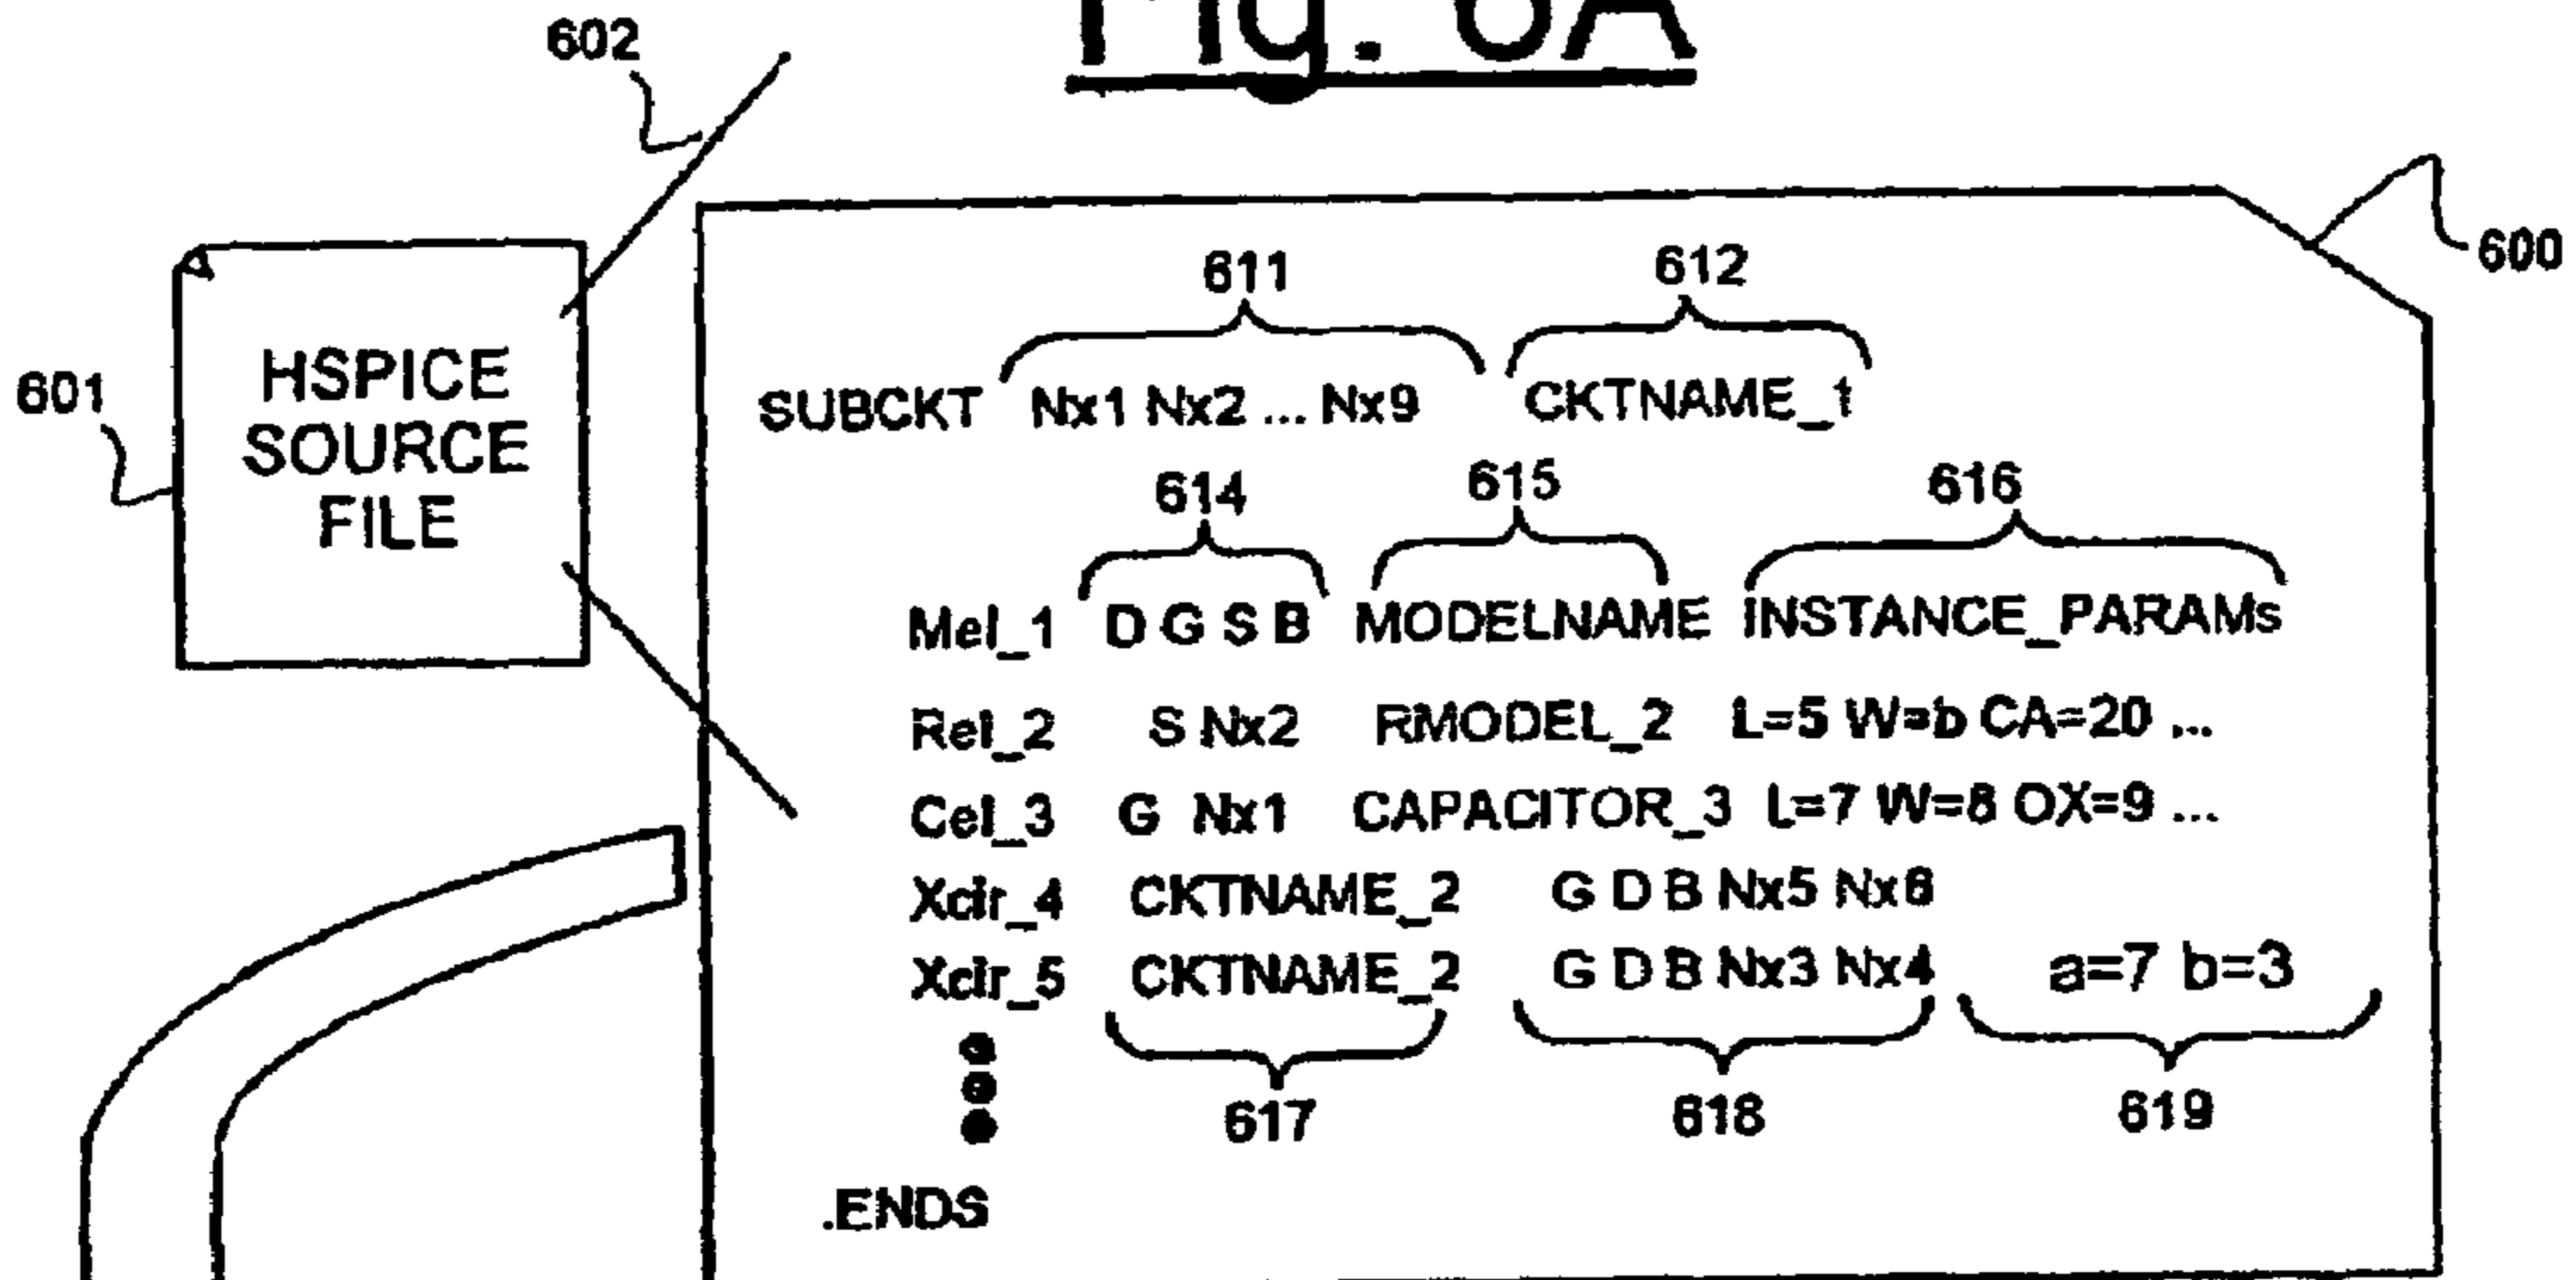 Fig. 6A
602
600
611 612
601
HSPICE
SOURCE
FILE
SUBCKT Nx1 Nx2 ... Nx9 CKTNAME_1
614 615 616
Mel_1 D G S B MODELNAME INSTANCE_PARAMs
Rel_2 S Nx2 RMODEL_2 L=5 W=b CA=20 ...
Cel_3 G Nx1 CAPACITOR_3 L=7 W=8 OX=9 ...
Xcir_4 CKTNAME_2 G D B Nx5 Nx6
Xcir_5 CKTNAME_2 G D B Nx3 Nx4 a=7 b=3
617 618 619
.ENDS